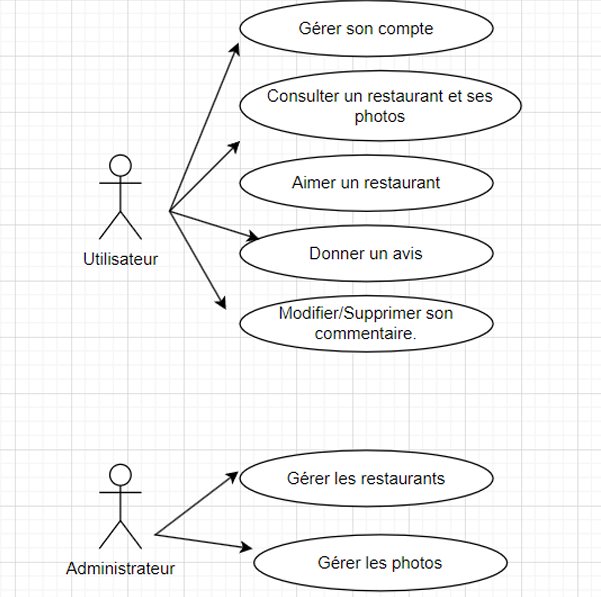 Gérer son compte
Consulter un restaurant et ses
photos
Aimer un restaurant
Utilisateur
Donner un avis
Modifier/Supprimer son
commentaire.
Gérer les restaurants
Administrateur
Gérer les photos